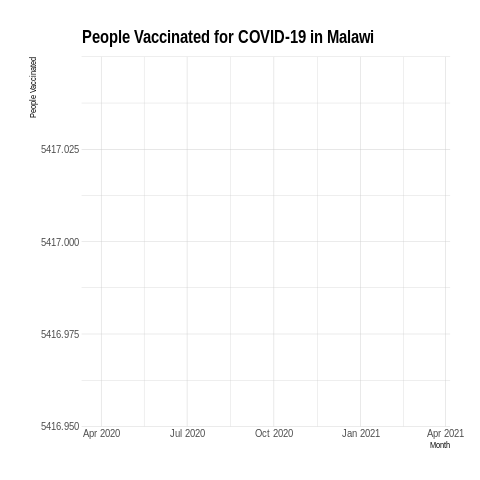 People Vaccinated for COVID-19 in Malawi
People Vaccinated
5417.025
5417.000
5416.975
5416.950
Apr 2020 Jul 2020 Oct 2020 Jan 2021 Apr 2021
Month